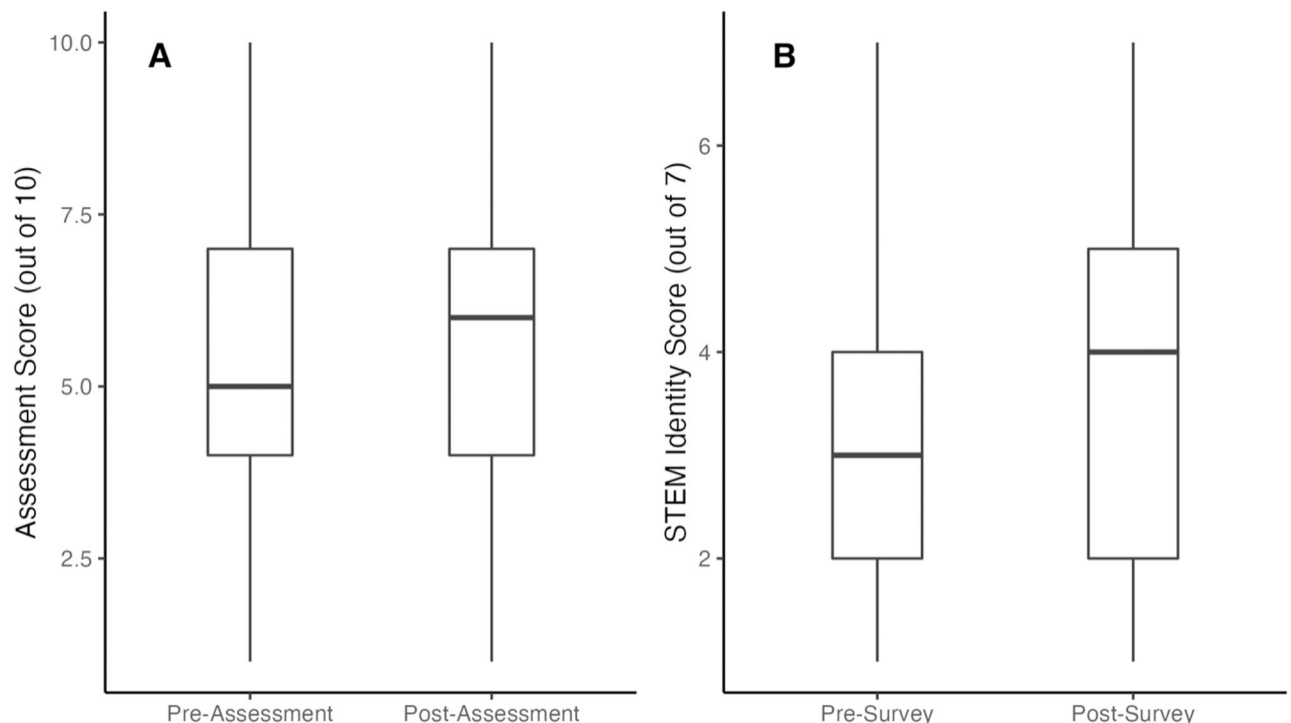 A
Assessment Score (out of 10)
10.0
7.5
5.0
2.5
Pre-Assessment
Post-Assessment
B
STEM Identity Score (out of 7)
6
4
2
Pre-Survey
Post-Survey